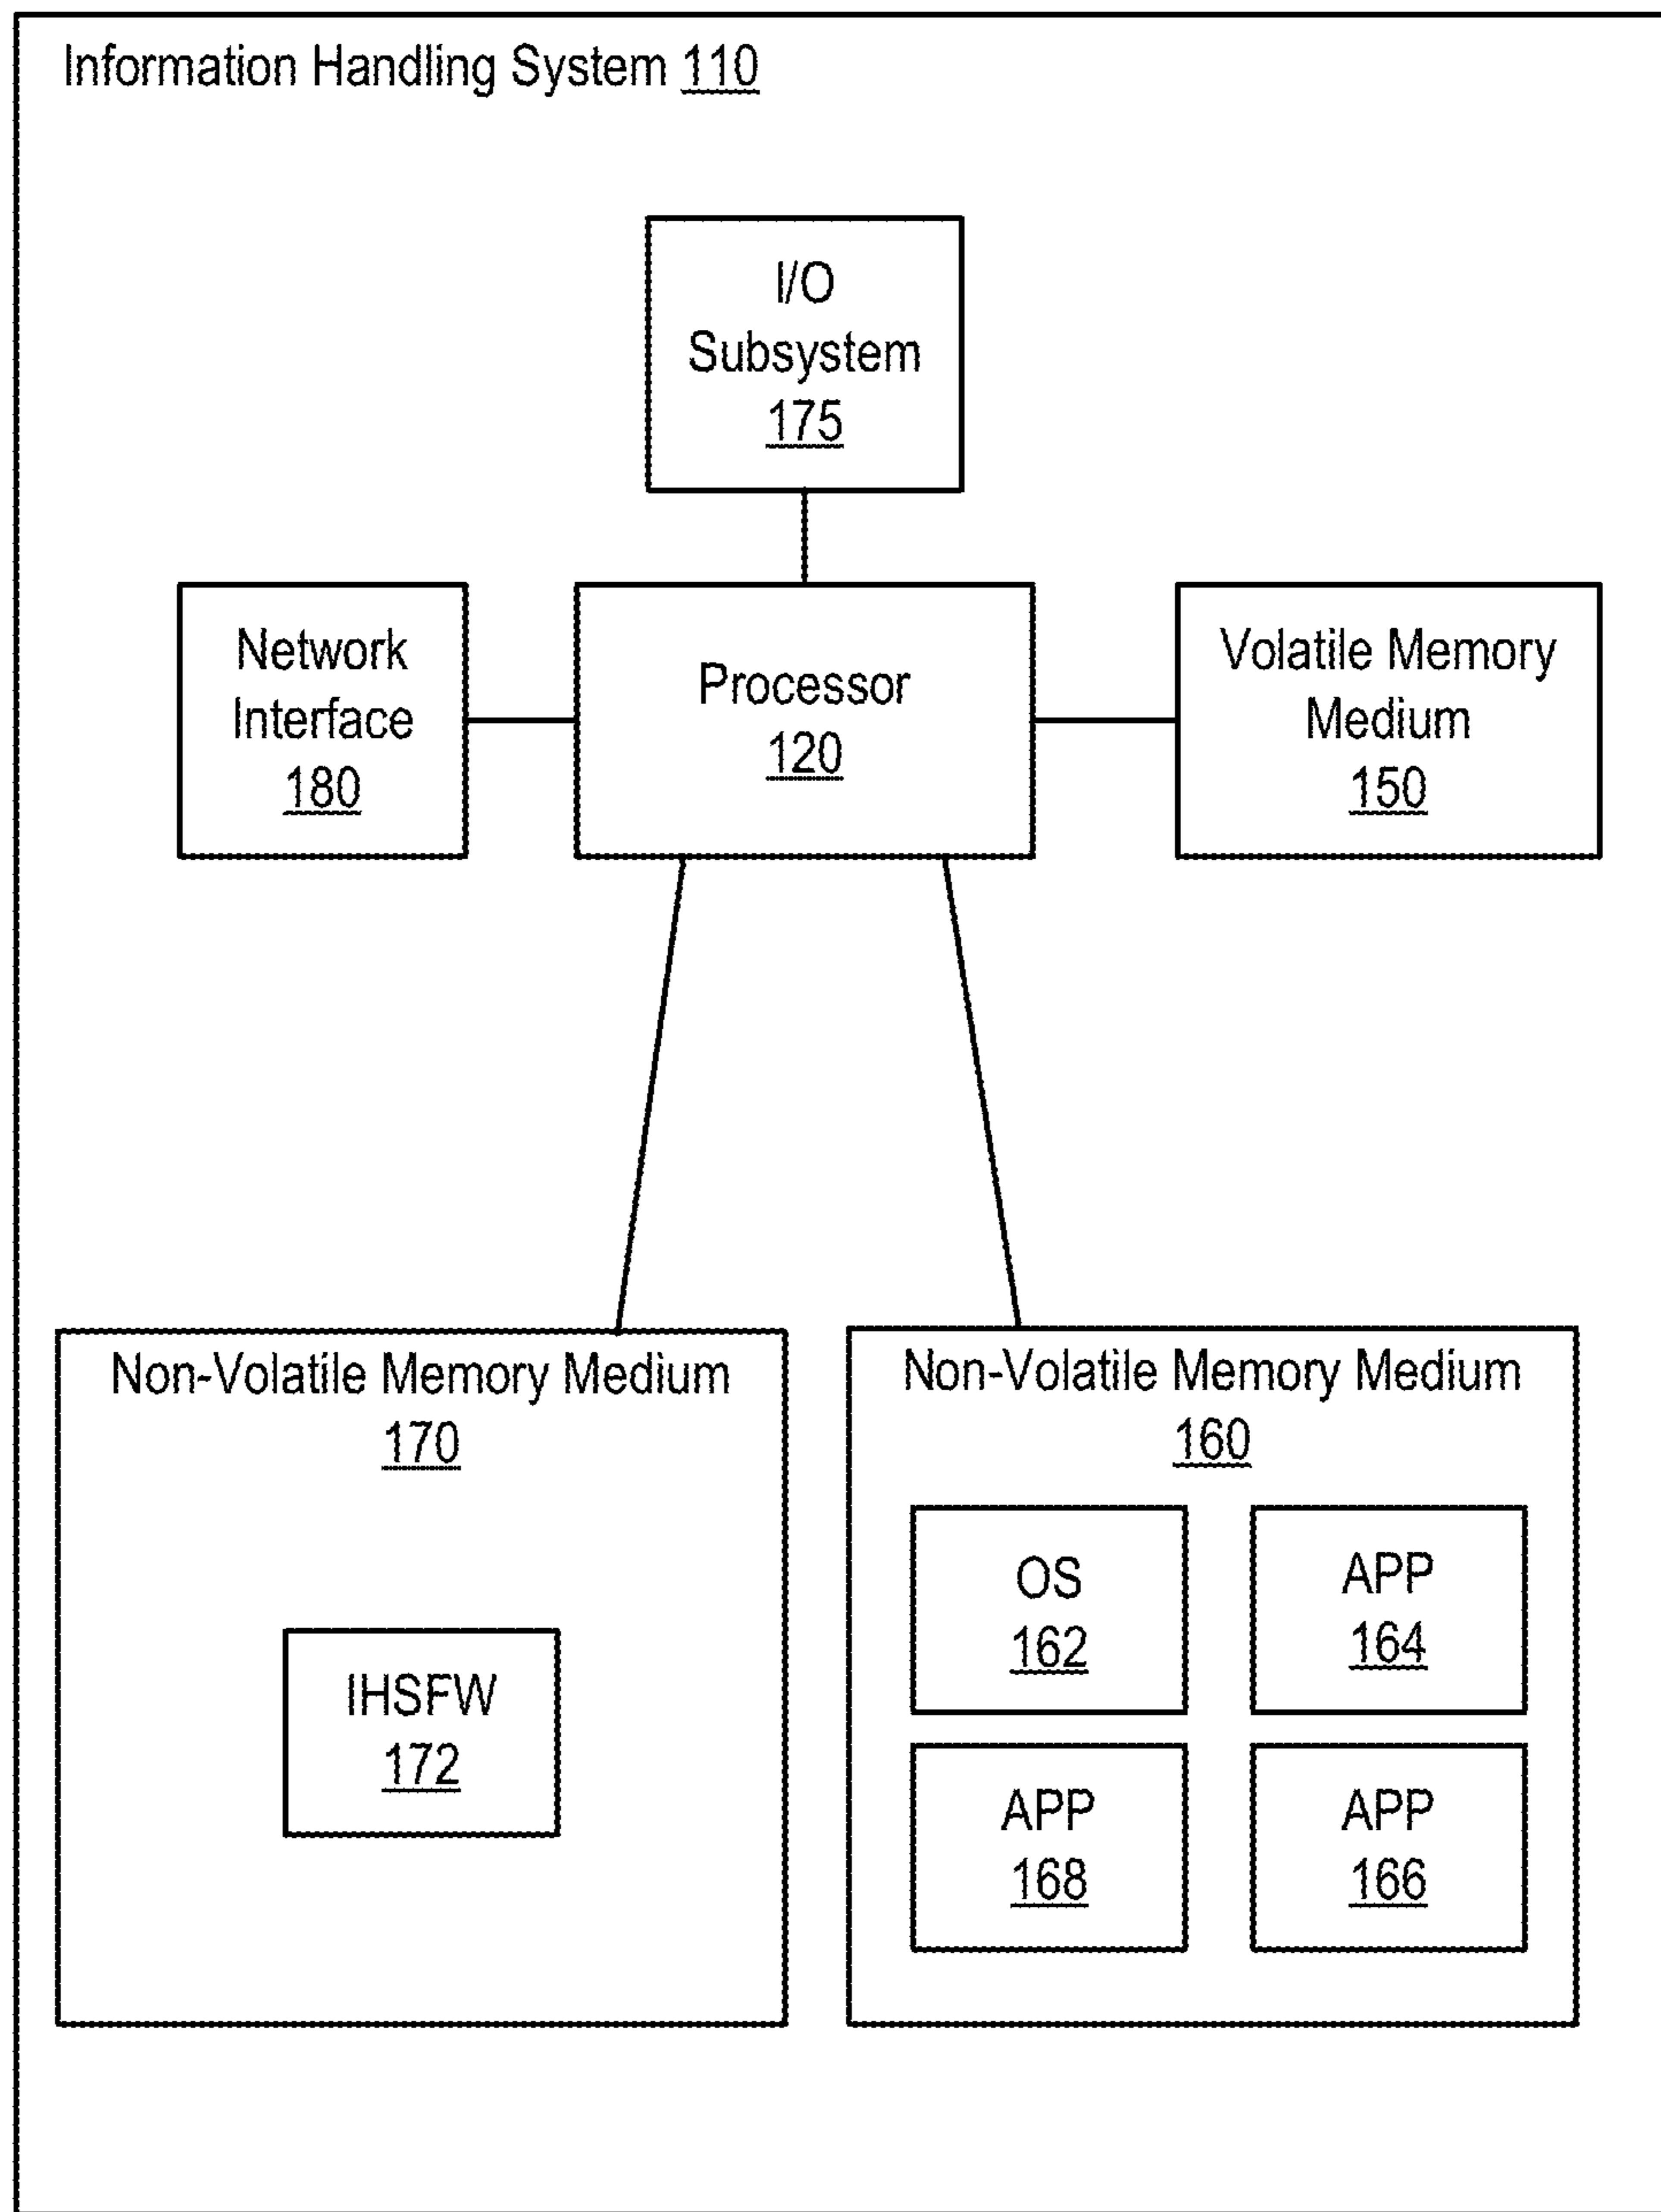 Information Handling System 110
I/O
Subsystem
175
Network
Interface
180
Processor
120
Volatile Memory
Medium
150
Non-Volatile Memory Medium
170
IHSFW
172
Non-Volatile Memory Medium
160
OS
162
APP
164
APP
168
APP
166